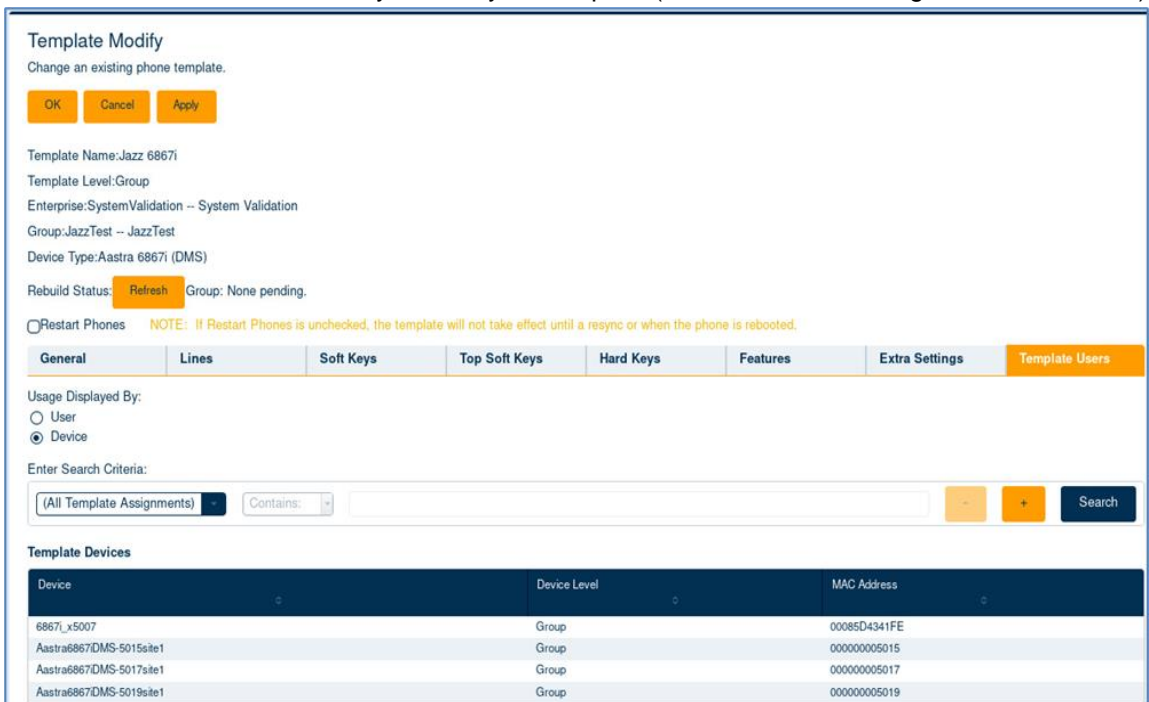 Template Modify
Change an existing phone template.
OK Cancel Apply
Template Name:Jazz 6867i
Template Level:Group
Enterprise:SystemValidation -- System Validation
Group:JazzTest -- JazzTest
Device Type:Aastra 6867i (DMS)
Rebuild Status: Refresh Group: None pending.
Restart Phones NOTE: If Restart Phones is unchecked, the template will not take effect until a resync or when the phone is rebooted.
General Lines Soft Keys Top Soft Keys Hard Keys Features Extra Settings Template Users
Usage Displayed By:
User
Device
Enter Search Criteria:
(All Template Assignments) Contains: - + Search
Template Devices
Device Device Level MAC Address
6867i_x5007 Group 00085D4341FE
Aastra6867iDMS-5015site1 Group 000000005015
Aastra6867iDMS-5017site1 Group 000000005017
Aastra6867iDMS-5019site1 Group 000000005019